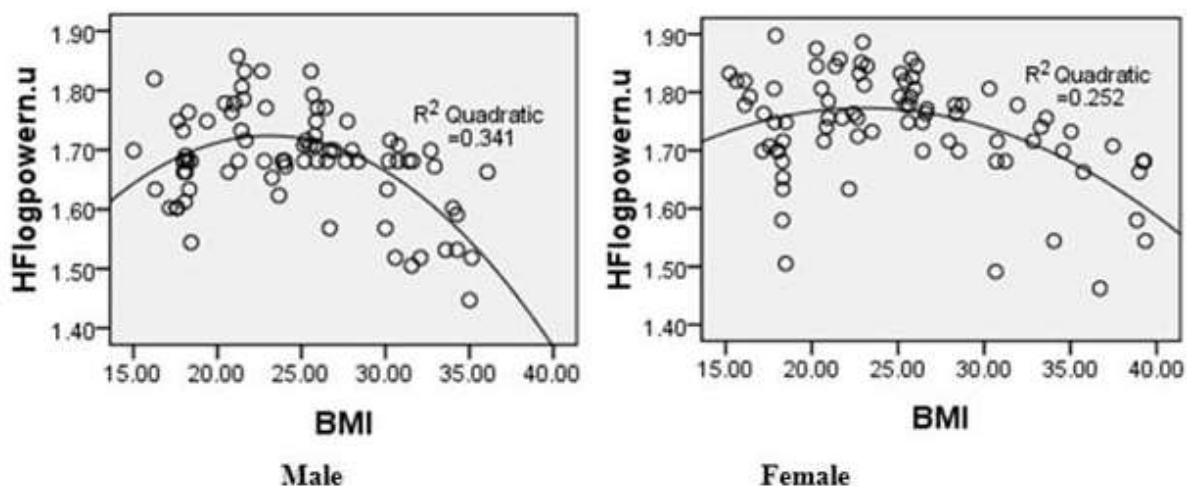 HFlogpowern.u
1.90
1.80
1.70
1.60
1.50
1.40
R² Quadratic
=0.341
15.00 20.00 25.00 30.00 35.00 40.00
BMI
Male
HFlogpowern.u
1.90
1.80
1.70
1.60
1.50
1.40
R² Quadratic
=0.252
15.00 20.00 25.00 30.00 35.00 40.00
BMI
Female